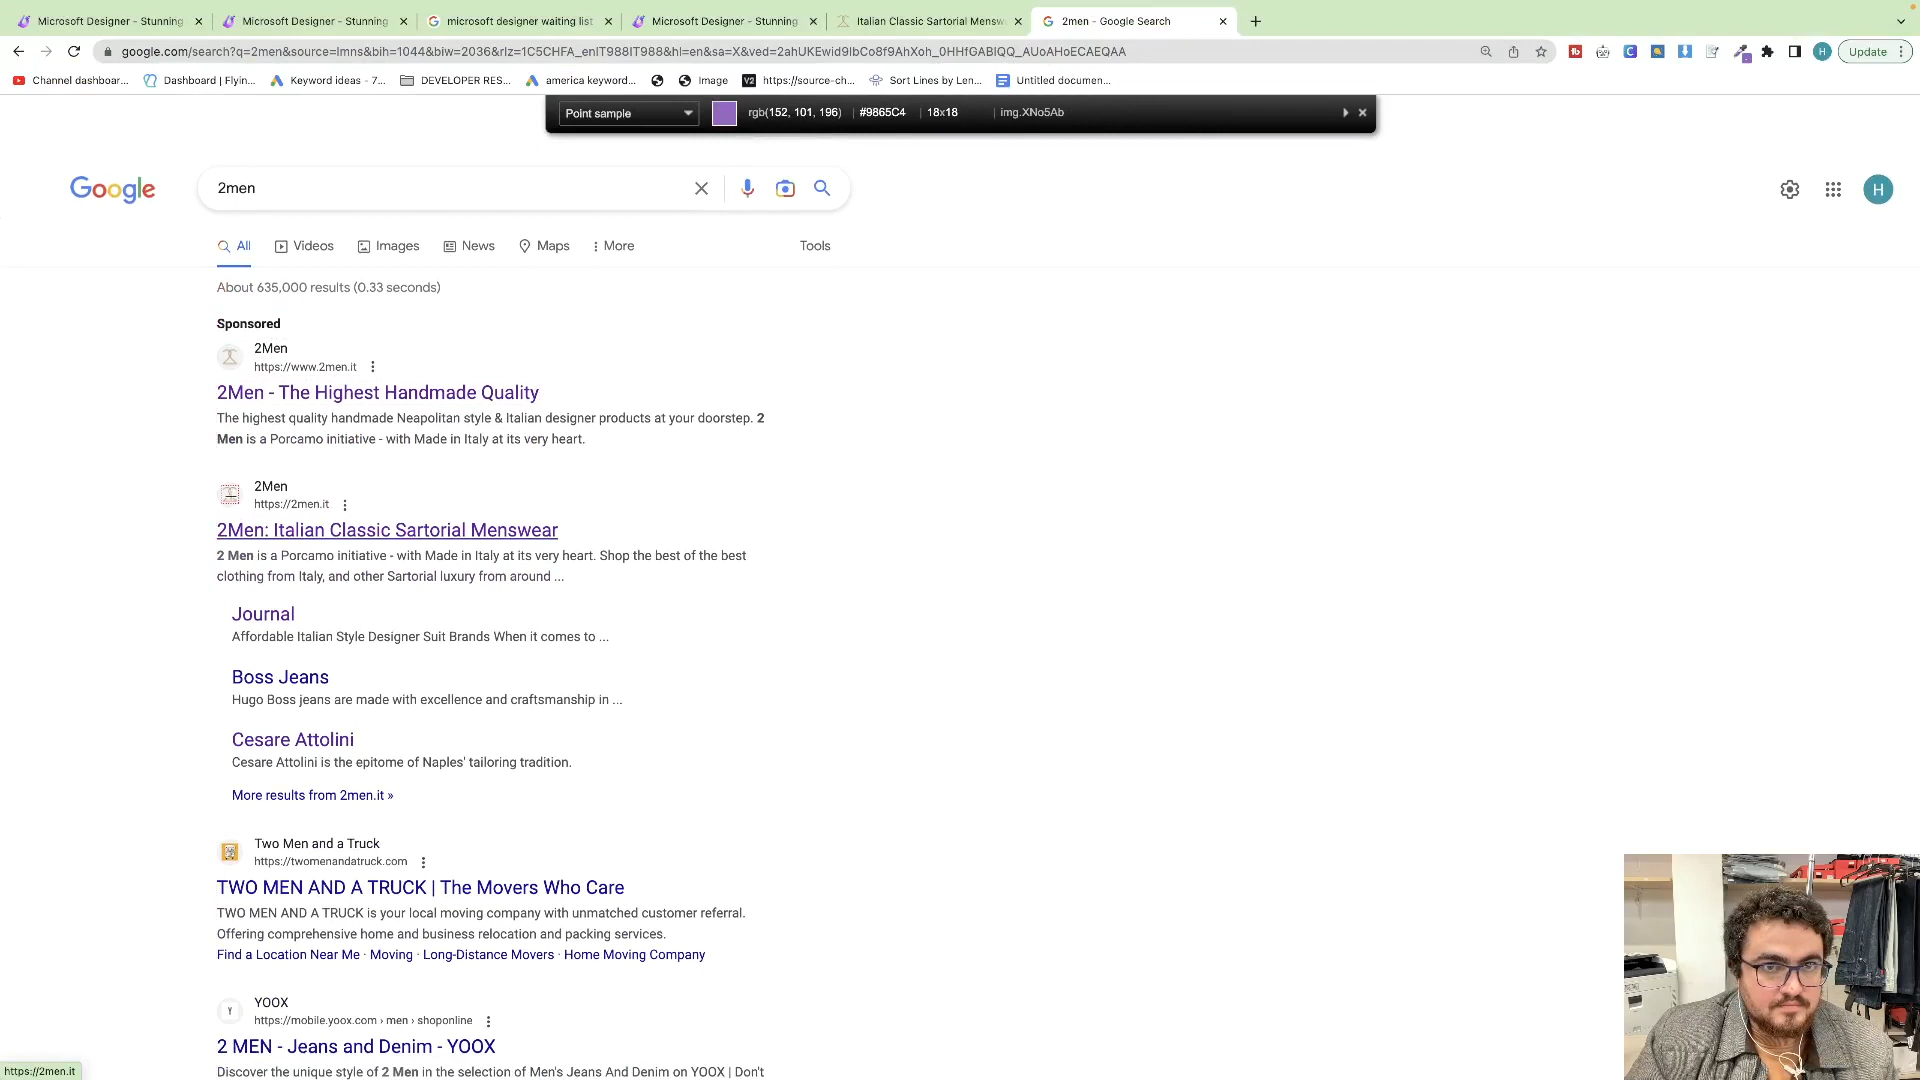 Microsoft Designer - Stunning
Microsoft Designer - Stunning
microsoft designer waiting list
Microsoft Designer - Stunning
Italian Classic Sartorial Mensw
2men - Google Search
google.com/search?q=2men&source=lmns&bih=1044&biw=2036&rlz=1C5CHFA_enIT988IT988&hl=en&sa=X&ved=2ahUKEwid9IbCo8f9AhXoh_0HHfGABIQQ_AUoAHoECAEQAA
Update
Channel dashboar...
Dashboard | Flyin...
Keyword ideas - 7...
DEVELOPER RES...
america keyword...
Image
https://source-ch...
Sort Lines by Len...
Untitled documen...
Point sample
rgb(152, 101, 196) | #9865C4 | 18x18 | img.XNo5Ab
Google
2men
H
All
Videos
Images
News
Maps
More
Tools
About 635,000 results (0.33 seconds)
Sponsored
2Men
https://www.2men.it
2Men - The Highest Handmade Quality
The highest quality handmade Neapolitan style & Italian designer products at your doorstep. 2
Men is a Porcamo initiative - with Made in Italy at its very heart.
2Men
https://2men.it
2Men: Italian Classic Sartorial Menswear
2 Men is a Porcamo initiative - with Made in Italy at its very heart. Shop the best of the best
clothing from Italy, and other Sartorial luxury from around ...
Journal
Affordable Italian Style Designer Suit Brands When it comes to ...
Boss Jeans
Hugo Boss jeans are made with excellence and craftsmanship in ...
Cesare Attolini
Cesare Attolini is the epitome of Naples' tailoring tradition.
More results from 2men.it »
Two Men and a Truck
https://twomenandatruck.com
TWO MEN AND A TRUCK | The Movers Who Care
TWO MEN AND A TRUCK is your local moving company with unmatched customer referral.
Offering comprehensive home and business relocation and packing services.
Find a Location Near Me · Moving · Long-Distance Movers · Home Moving Company
Y
YOOX
https://mobile.yoox.com › men › shoponline
2 MEN - Jeans and Denim - YOOX
Discover the unique style of 2 Men in the selection of Men's Jeans And Denim on YOOX | Don't
https://2men.it